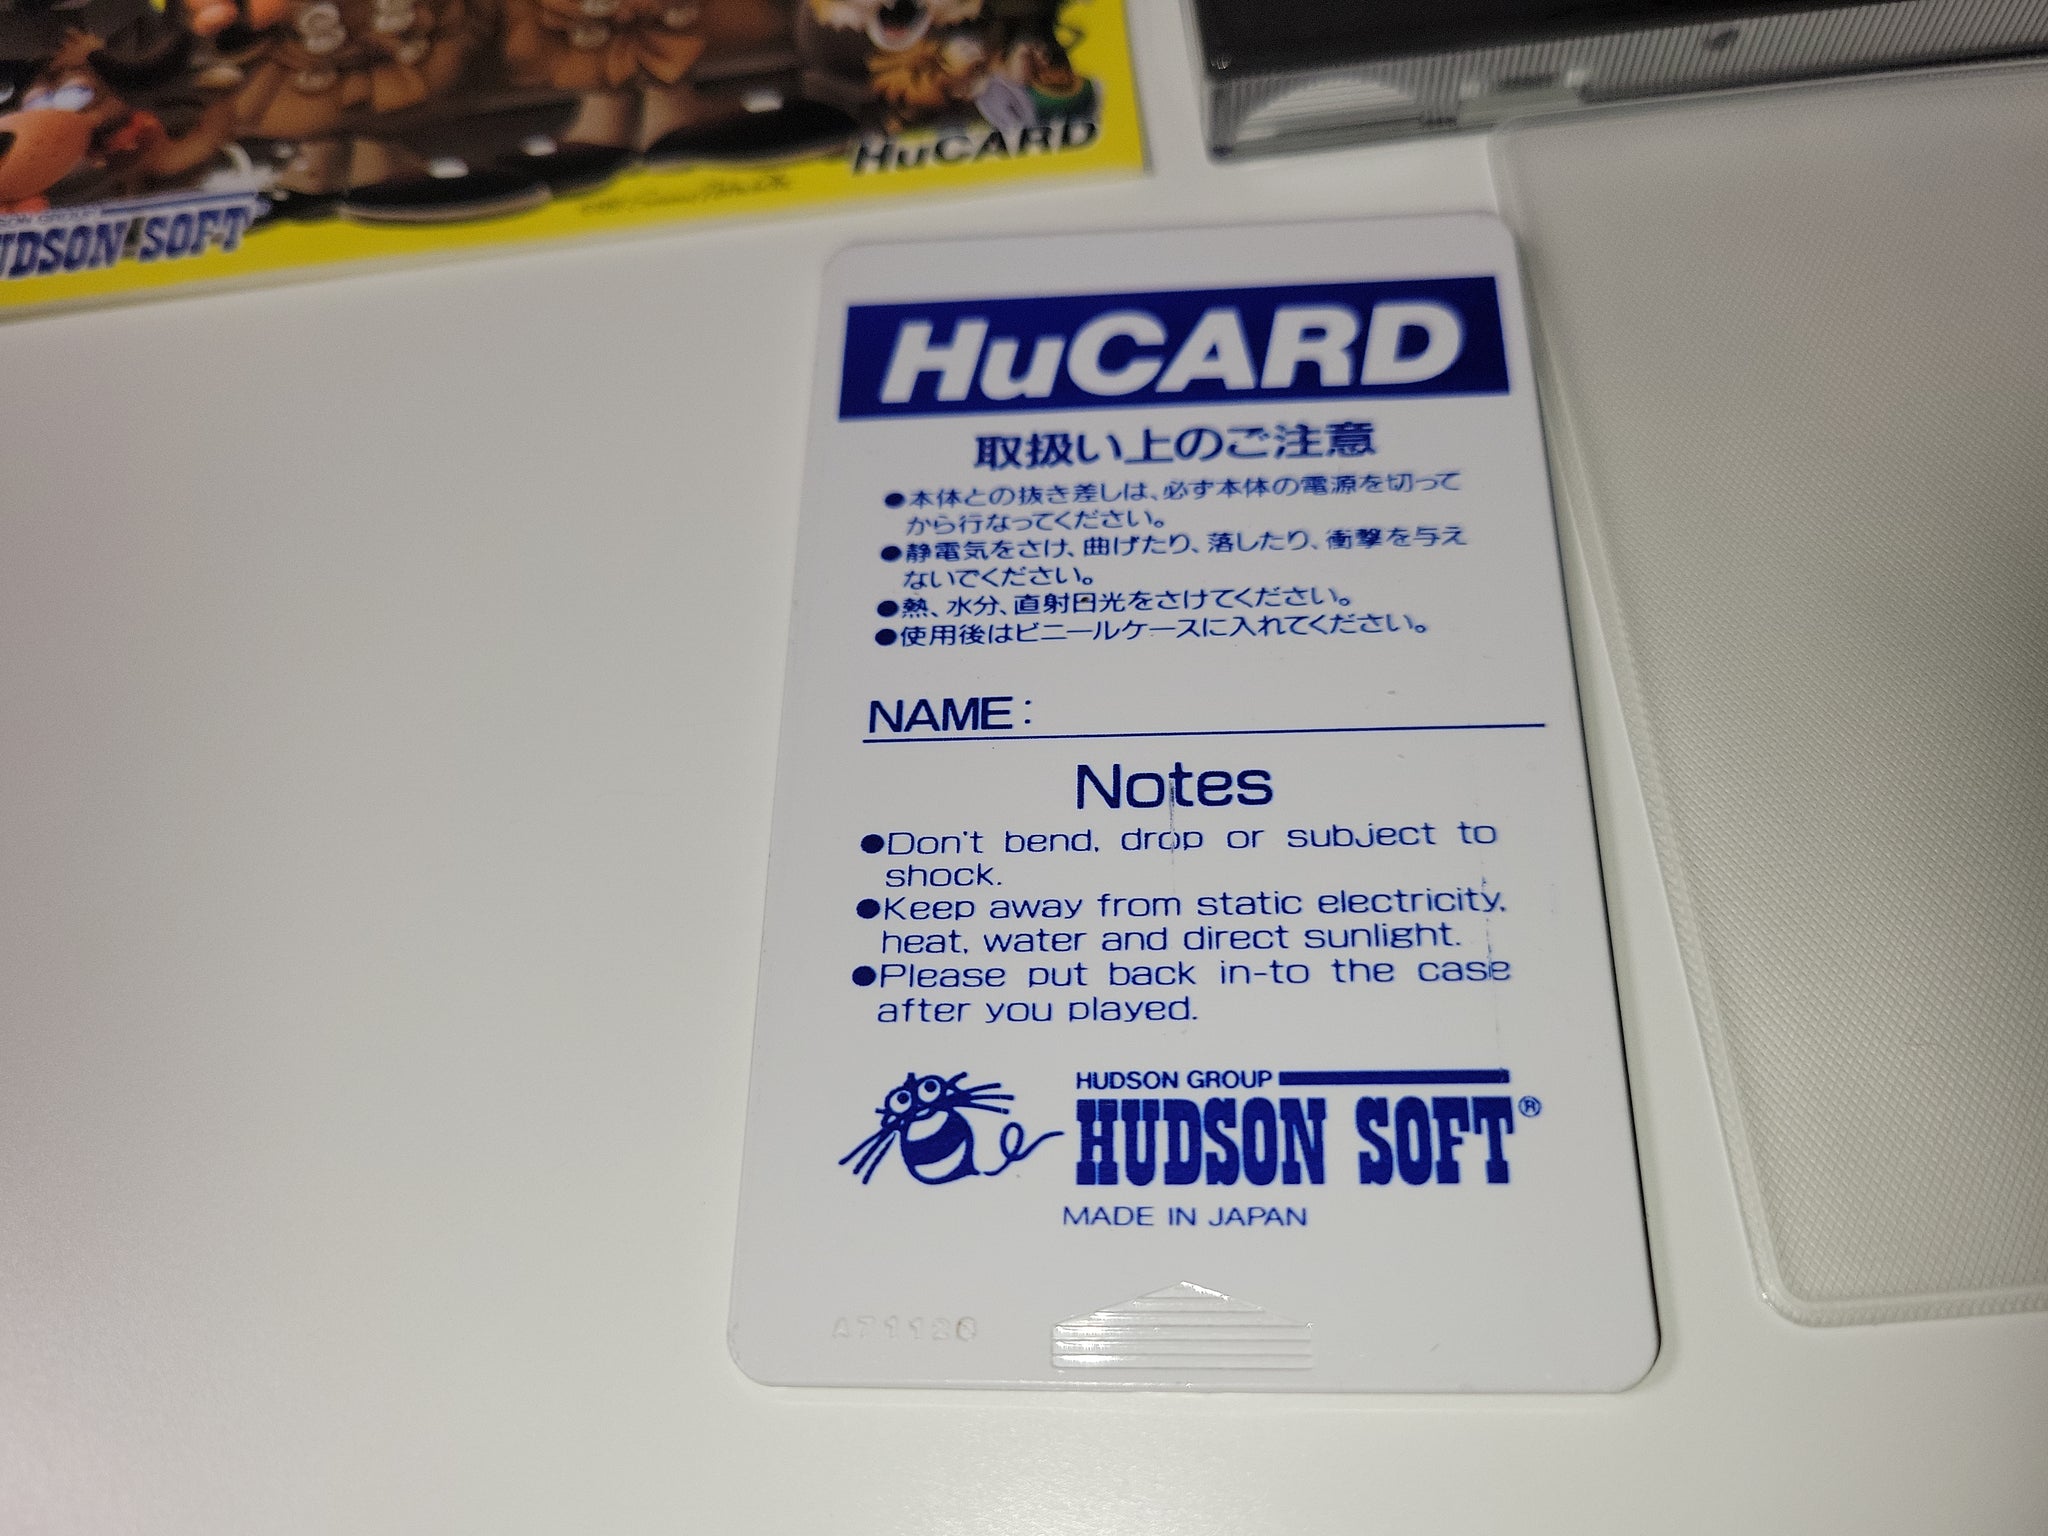 HuCARD
HUDSON SOFT
HuCARD
取扱い上のご注意
●本体との抜き差しは、必ず本体の電源を切って
から行なってください。
●静電気をさけ、曲げたり、落したり、衝撃を与え
ないでください。
●熱、水分、直射日光をさけてください。
●使用後はビニールケースに入れてください。
NAME:
Notes
●Don't bend, drop or subject to
shock.
●Keep away from static electricity,
heat, water and direct sunlight.
●Please put back in-to the case
after you played.
HUDSON GROUP
HUDSON SOFT®
MADE IN JAPAN